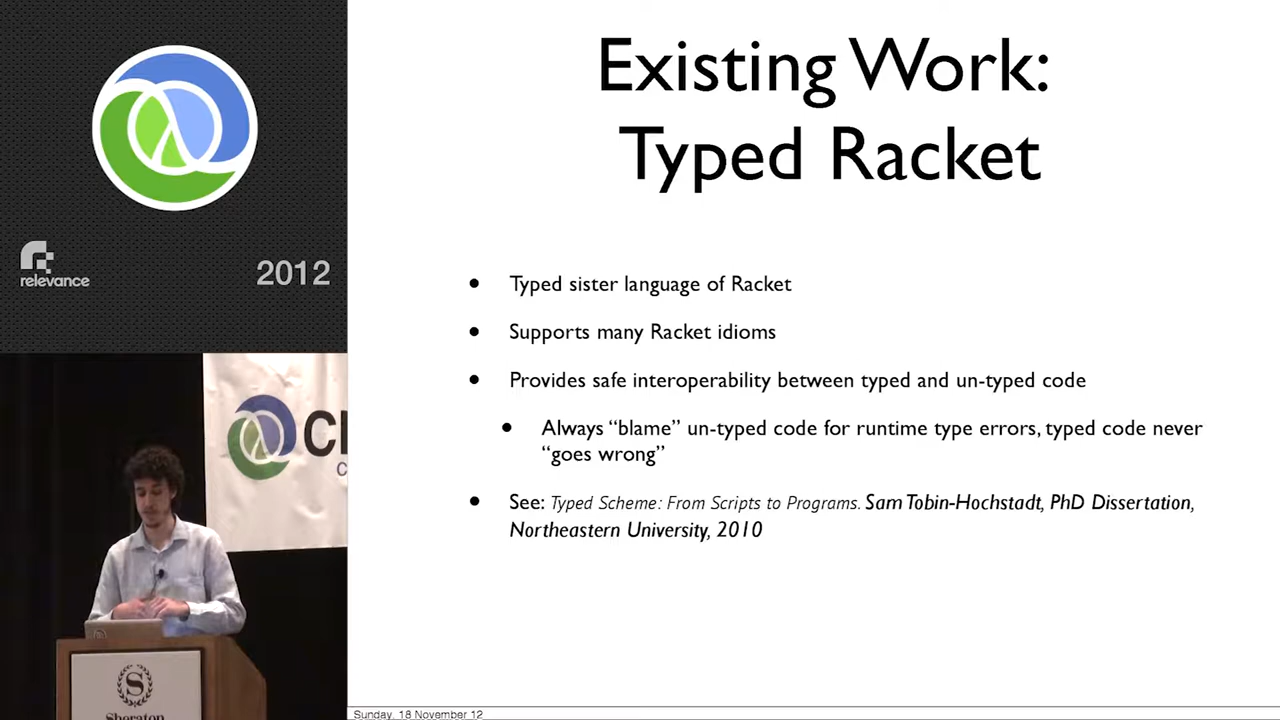 Existing Work:
Typed Racket
relevance
2012
• Typed sister language of Racket
• Supports many Racket idioms
• Provides safe interoperability between typed and un-typed code
• Always “blame” un-typed code for runtime type errors, typed code never
“goes wrong”
• See: Typed Scheme: From Scripts to Programs. Sam Tobin-Hochstadt, PhD Dissertation,
Northeastern University, 2010
S
Sheraton
Sunday, 18 November 12